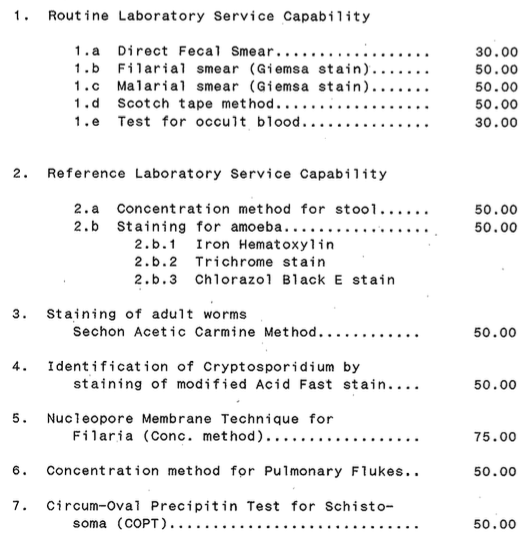 1. Routine Laboratory Service Capability
1.a Direct Fecal Smear.................. 30.00
1.b Filarial smear (Giemsa stain)....... 50.00
1.c Malarial smear (Giemsa stain)....... 50.00
1.d Scotch tape method.................. 50.00
1.e Test for occult blood............... 30.00
2. Reference Laboratory Service Capability
2.a Concentration method for stool...... 50.00
2.b Staining for amoeba................. 50.00
2.b.1 Iron Hematoxylin
2.b.2 Trichrome stain
2.b.3 Chlorazol Black E stain
3. Staining of adult worms
Sechon Acetic Carmine Method............ 50.00
4. Identification of Cryptosporidium by
staining of modified Acid Fast stain.... 50.00
5. Nucleopore Membrane Technique for
Filaria (Conc. method).................. 75.00
6. Concentration method for Pulmonary Flukes.. 50.00
7. Circum-Oval Precipitin Test for Schisto-
soma (COPT)............................. 50.00